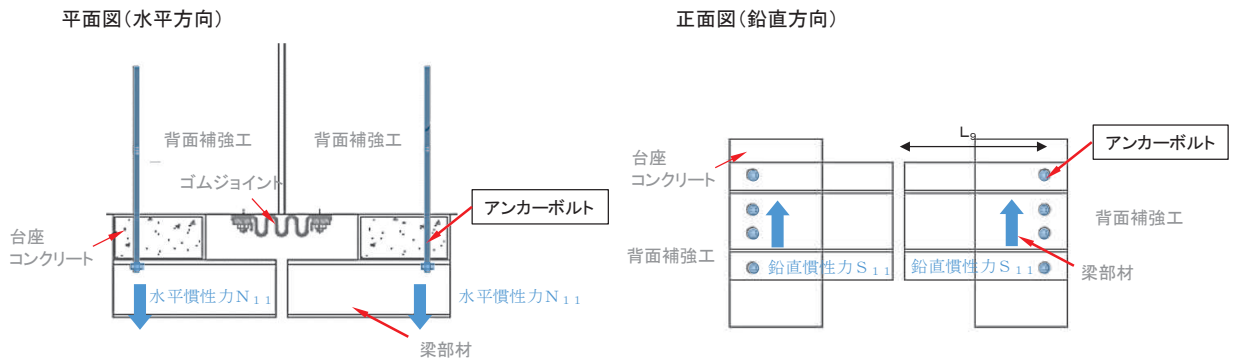 平面図(水平方向)
背面補強工
背面補強工
ゴムジョイント
アンカーボルト
台座
コンクリート
水平慣性力N11
水平慣性力N11
梁部材
正面図(鉛直方向)
L9
アンカーボルト
台座
コンクリート
背面補強工
背面補強工
鉛直慣性力S11
鉛直慣性力S11
梁部材